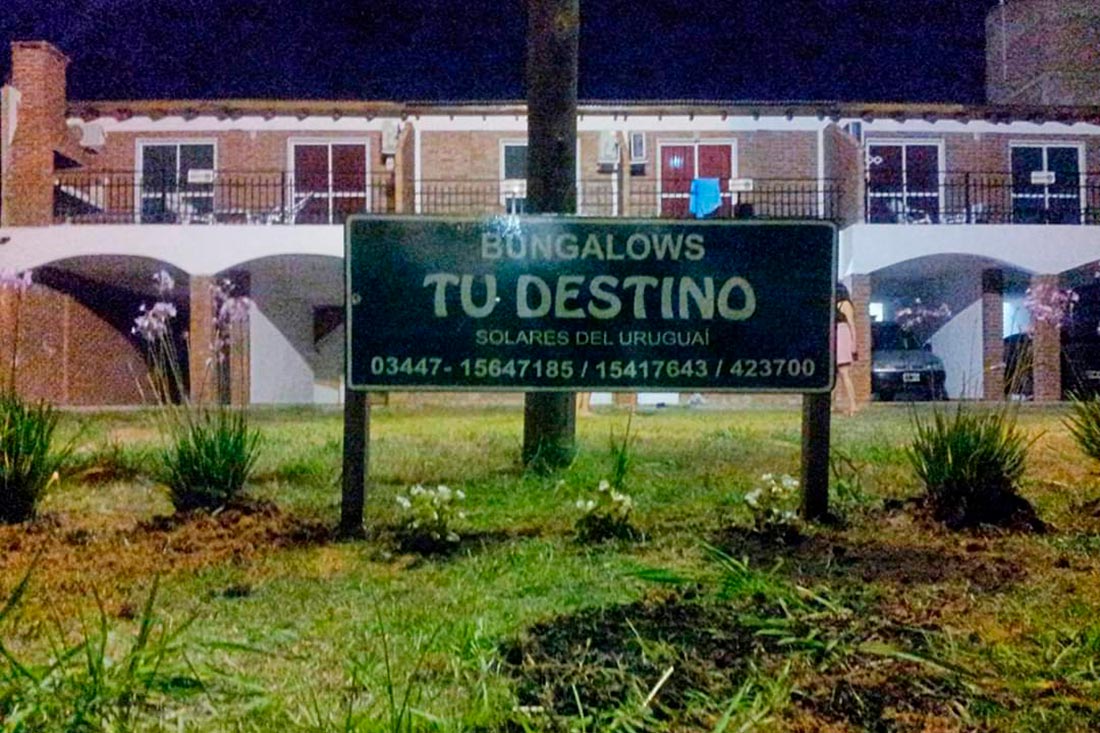 BUNGALOWS
TU DESTINO
SOLARES DEL URUGUAÍ
03447- 15647185 / 15417643 / 423700